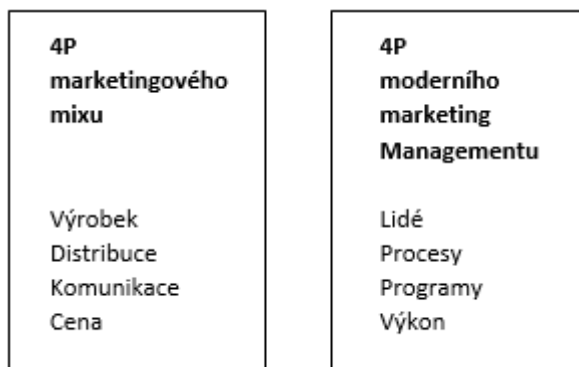 4P
marketingového
mixu
Výrobek
Distribuce
Komunikace
Cena
4P
moderního
marketing
Managementu
Lidé
Procesy
Programy
Výkon